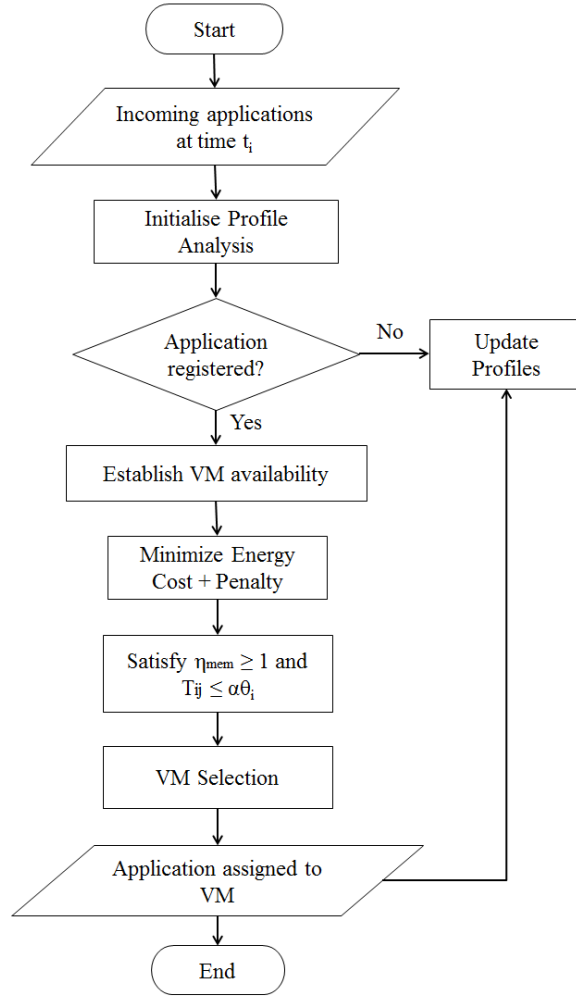 Start
Incoming applications
at time tᵢ
Initialise Profile
Analysis
Application
registered?
No
Update
Profiles
Yes
Establish VM availability
Minimize Energy
Cost + Penalty
Satisfy ηmem ≥ 1 and
Tij ≤ αθᵢ
VM Selection
Application assigned to
VM
End